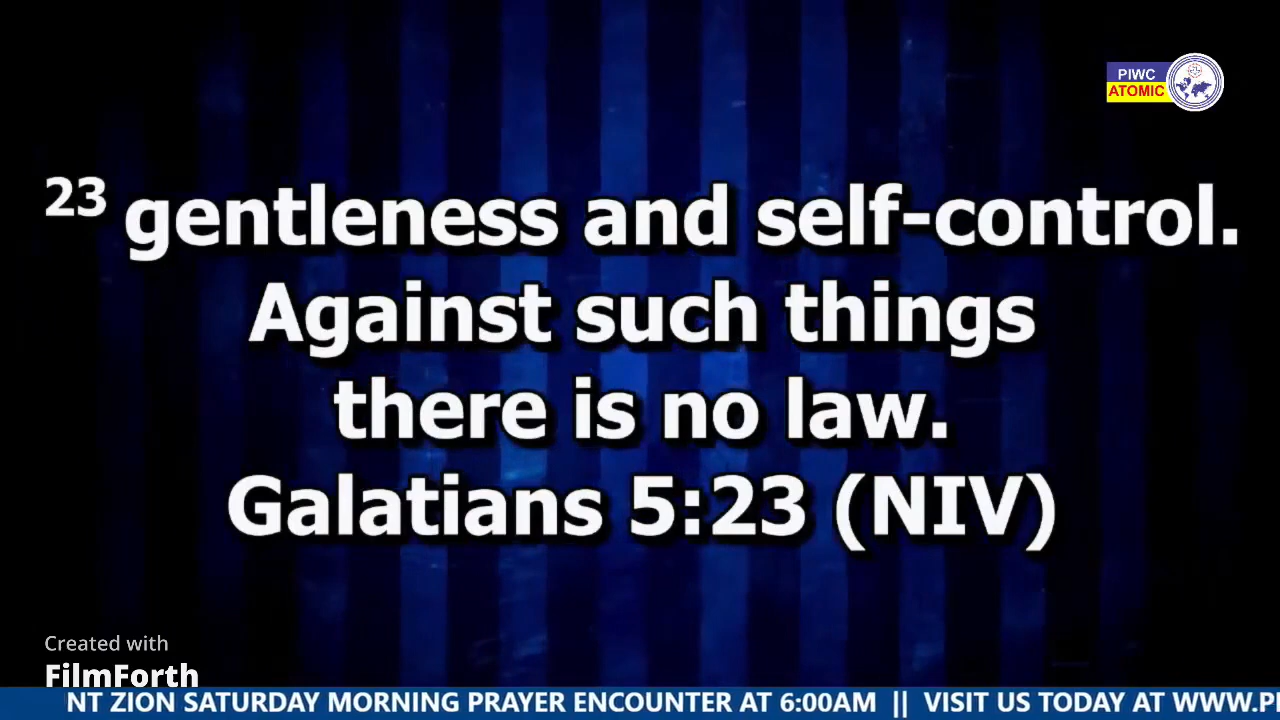 PIWC
ATOMIC
23 gentleness and self-control.
Against such things
there is no law.
Galatians 5:23 (NIV)
Created with
FilmForth
NT ZION SATURDAY MORNING PRAYER ENCOUNTER AT 6:00AM || VISIT US TODAY AT